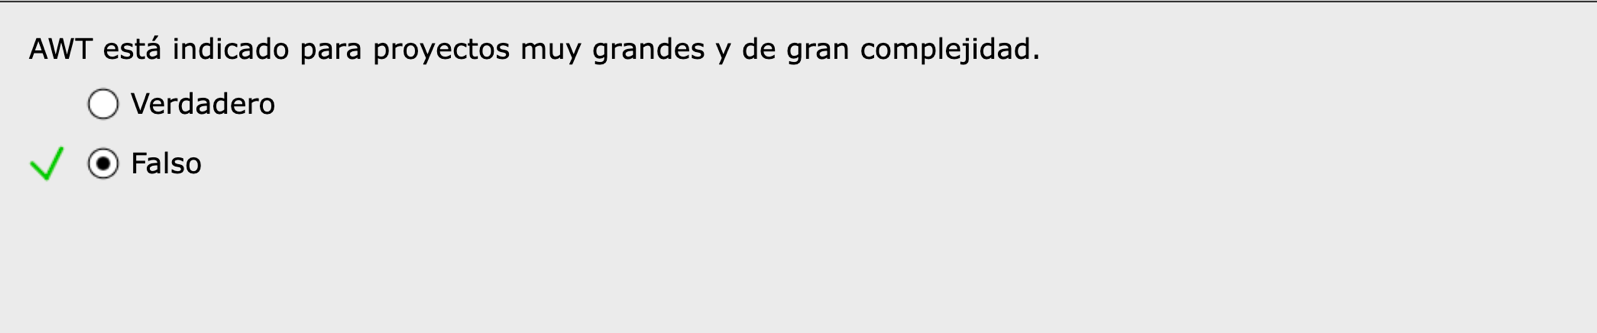 AWT está indicado para proyectos muy grandes y de gran complejidad.
Verdadero
Falso